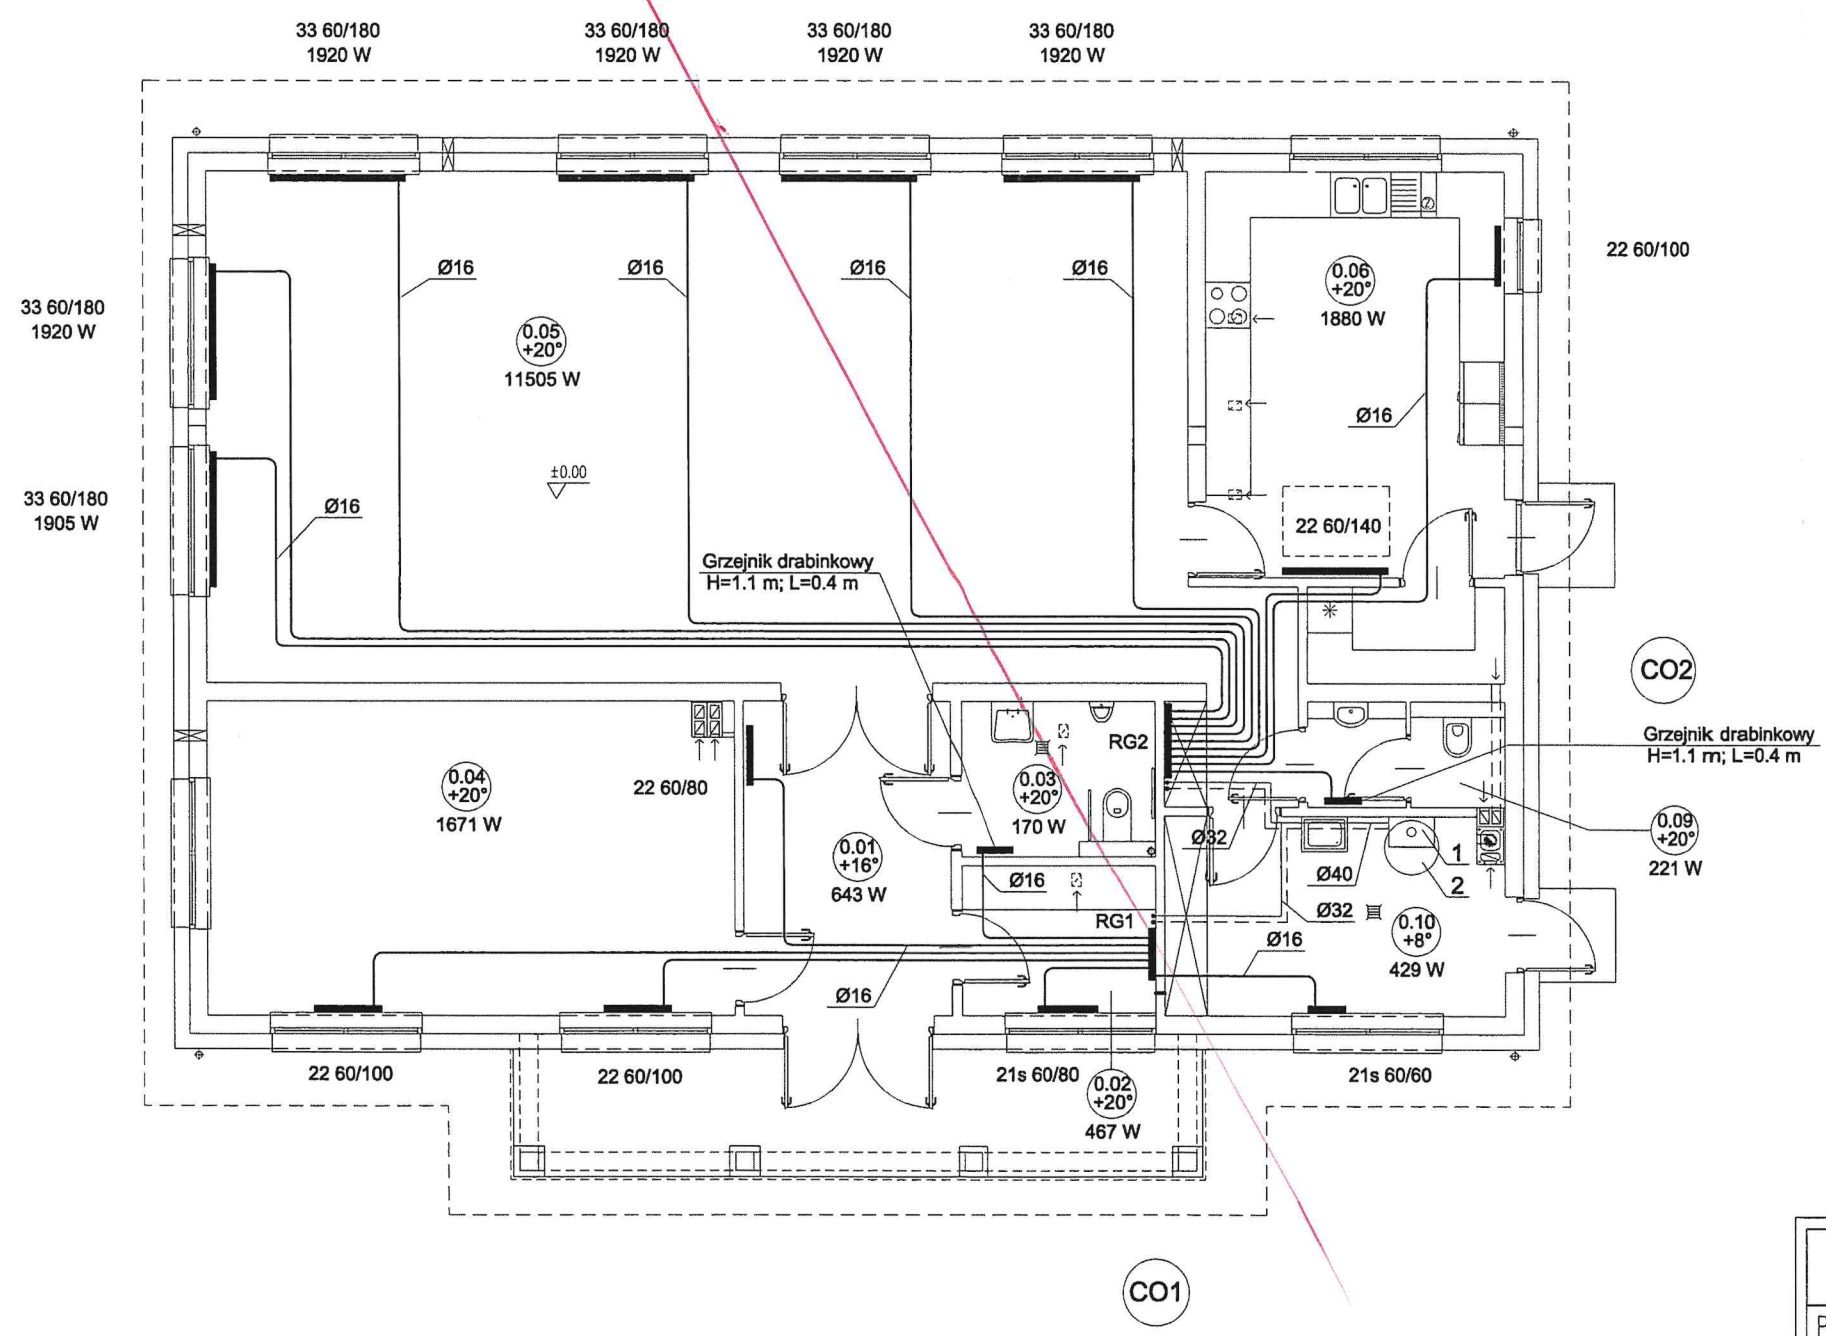 33 60/180
1920 W
33 60/180
1920 W
33 60/180
1920 W
33 60/180
1920 W
Ø16
Ø16
Ø16
Ø16
22 60/100
0.06
+20°
1880 W
33 60/180
1920 W
0.05
+20°
11505 W
Ø16
±0.00
33 60/180
1905 W
Ø16
22 60/140
Grzejnik drabinkowy
H=1.1 m; L=0.4 m
CO2
Grzejnik drabinkowy
H=1.1 m; L=0.4 m
RG2
0.04
+20°
1671 W
22 60/80
0.03
+20°
170 W
0.01
+16°
643 W
Ø32
0.09
+20°
221 W
1
2
Ø40
Ø16
Ø32
RG1
0.10
+8°
429 W
Ø16
Ø16
22 60/100
22 60/100
21s 60/80
0.02
+20°
467 W
21s 60/60
CO1